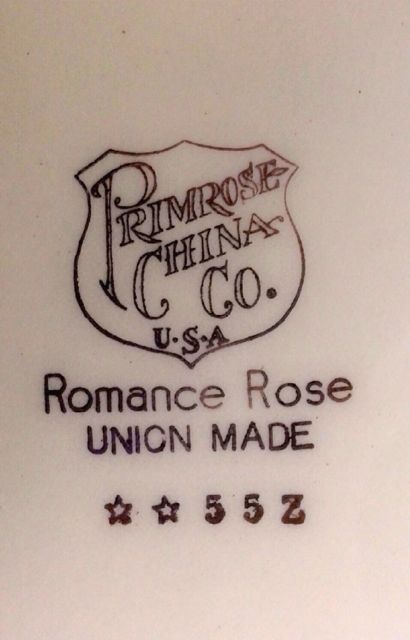 PRIMROSE
CHINA
CO.
U·S·A
Romance Rose
UNION MADE
☆ ☆ 55Z